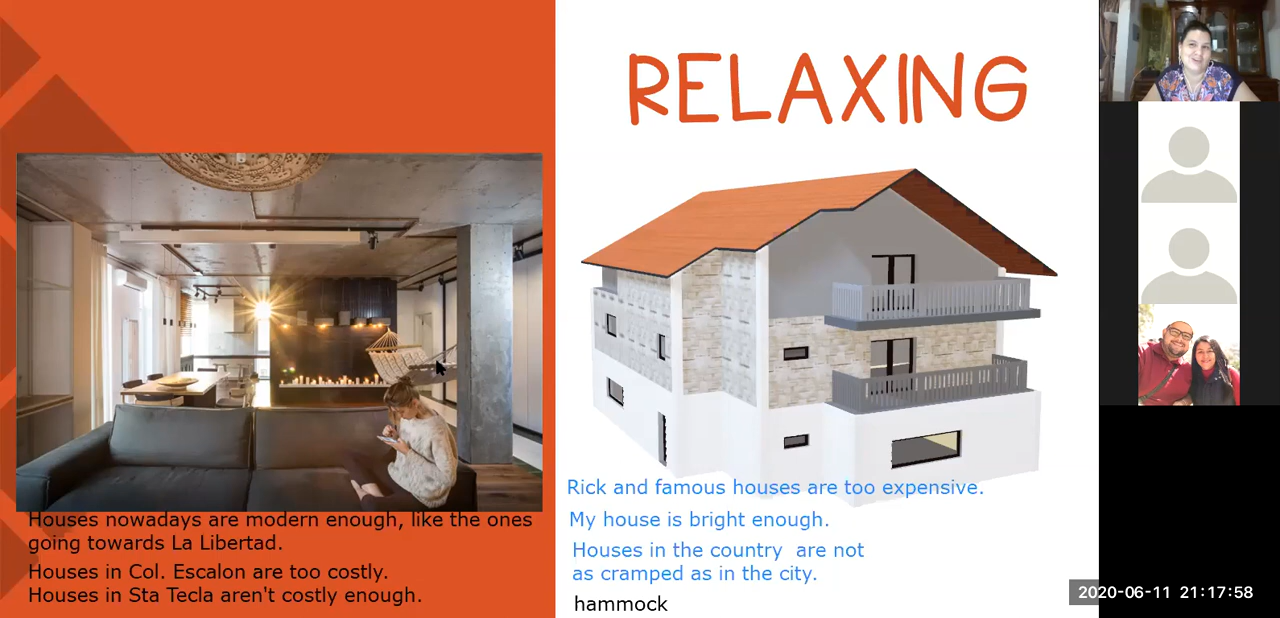 RELAXING
Houses nowadays are modern enough, like the ones
going towards La Libertad.
Houses in Col. Escalon are too costly.
Houses in Sta Tecla aren't costly enough.
Rick and famous houses are too expensive.
My house is bright enough.
Houses in the country  are not
as cramped as in the city.
hammock
2020-06-11 21:17:58